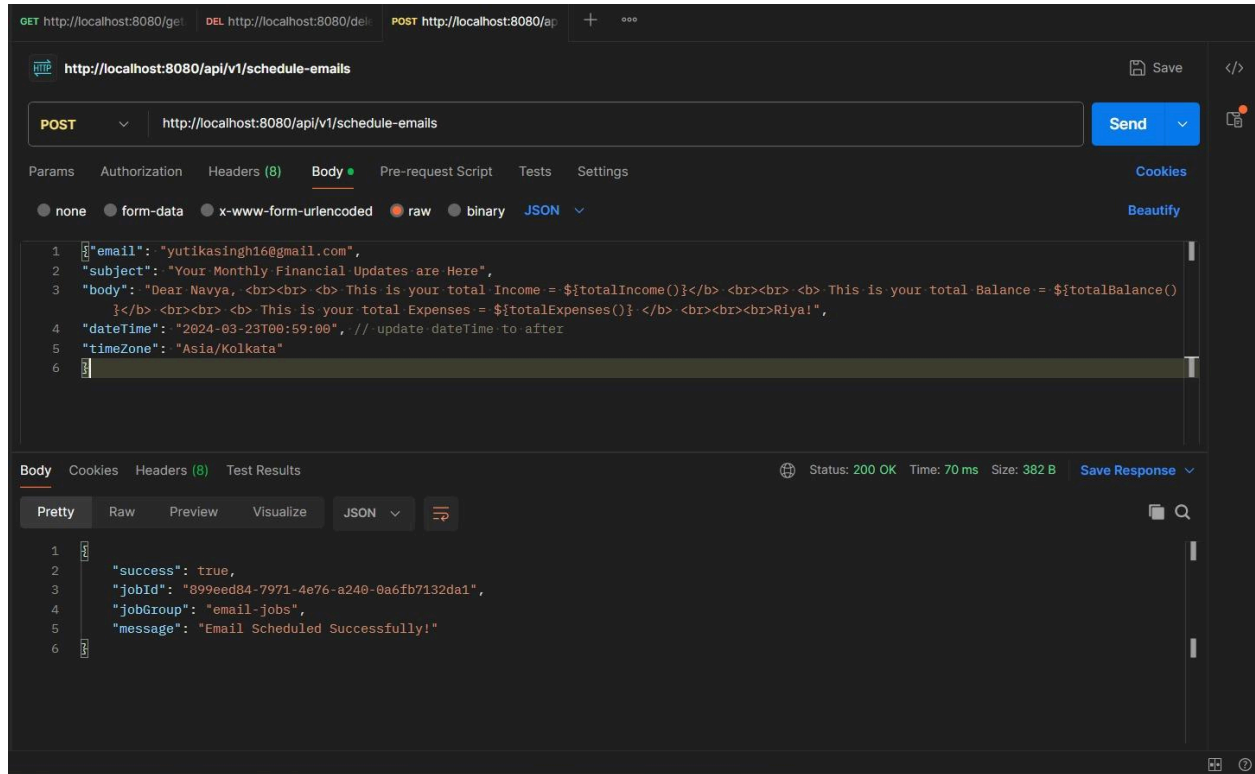 GET http://localhost:8080/get DEL http://localhost:8080/dele POST http://localhost:8080/ap
HTTP http://localhost:8080/api/v1/schedule-emails Save
POST http://localhost:8080/api/v1/schedule-emails Send
Params Authorization Headers (8) Body Pre-request Script Tests Settings Cookies
none form-data x-www-form-urlencoded raw binary JSON Beautify
1 {"email": "yutikasingh16@gmail.com",
2 "subject": "Your Monthly Financial Updates are Here",
3 "body": "Dear Navya, <br><br> <b> This is your total Income = ${totalIncome()}</b> <br><br> <b> This is your total Balance = ${totalBalance()
}</b> <br><br> <b> This is your total Expenses = ${totalExpenses()} </b> <br><br><br>Riya!",
4 "dateTime": "2024-03-23T00:59:00", // update dateTime to after
5 "timeZone": "Asia/Kolkata"
6 }
Body Cookies Headers (8) Test Results Status: 200 OK Time: 70 ms Size: 382 B Save Response
Pretty Raw Preview Visualize JSON
1 {
2 "success": true,
3 "jobId": "899eed84-7971-4e76-a240-0a6fb7132da1",
4 "jobGroup": "email-jobs",
5 "message": "Email Scheduled Successfully!"
6 }